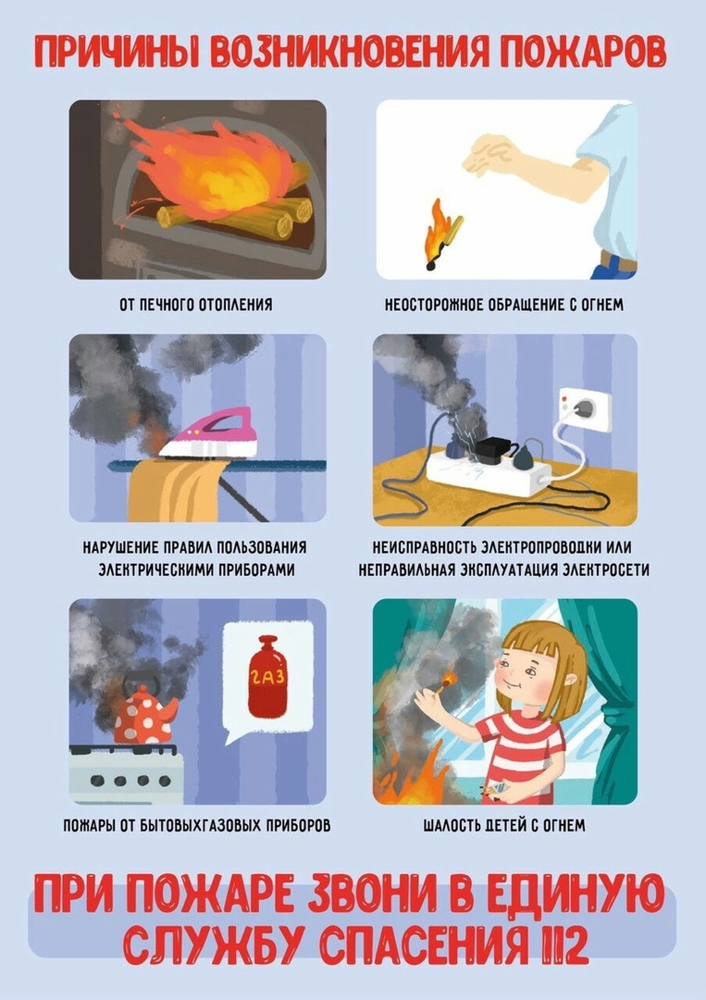 ПРИЧИНЫ ВОЗНИКНОВЕНИЯ ПОЖАРОВ
ОТ ПЕЧНОГО ОТОПЛЕНИЯ
НЕОСТОРОЖНОЕ ОБРАЩЕНИЕ С ОГНЕМ
НАРУШЕНИЕ ПРАВИЛ ПОЛЬЗОВАНИЯ
ЭЛЕКТРИЧЕСКИМИ ПРИБОРАМИ
НЕИСПРАВНОСТЬ ЭЛЕКТРОПРОВОДКИ ИЛИ
НЕПРАВИЛЬНАЯ ЭКСПЛУАТАЦИЯ ЭЛЕКТРОСЕТИ
ГАЗ
ПОЖАРЫ ОТ БЫТОВЫХГАЗОВЫХ ПРИБОРОВ
ШАЛОСТЬ ДЕТЕЙ С ОГНЕМ
ПРИ ПОЖАРЕ ЗВОНИ В ЕДИНУЮ
СЛУЖБУ СПАСЕНИЯ 112